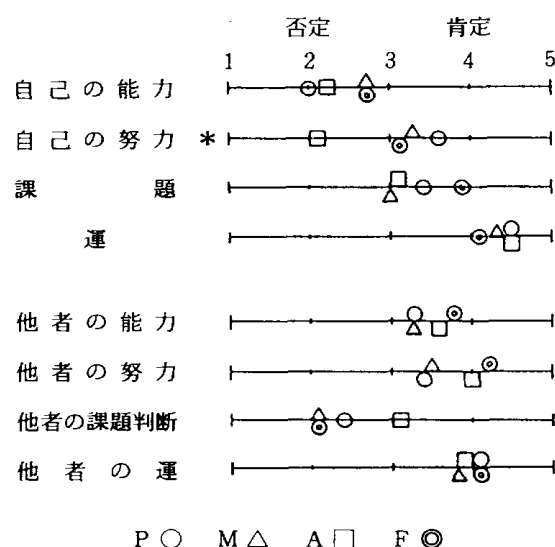 否定 肯定
1 2 3 4 5
自己の能力
自己の努力 *
課題
運
他者の能力
他者の努力
他者の課題判断
他者の運
P ○ M △ A □ F ◎